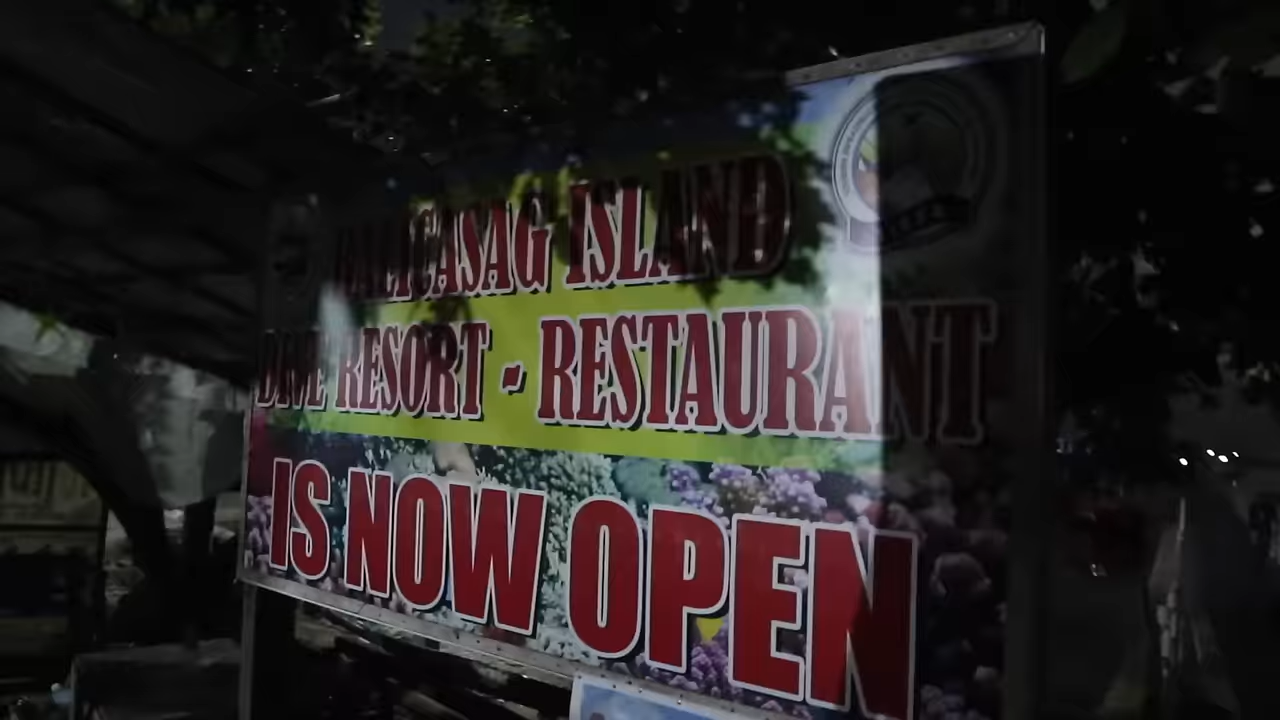 BALICASAG ISLAND
DIVE RESORT - RESTAURANT
IS NOW OPEN